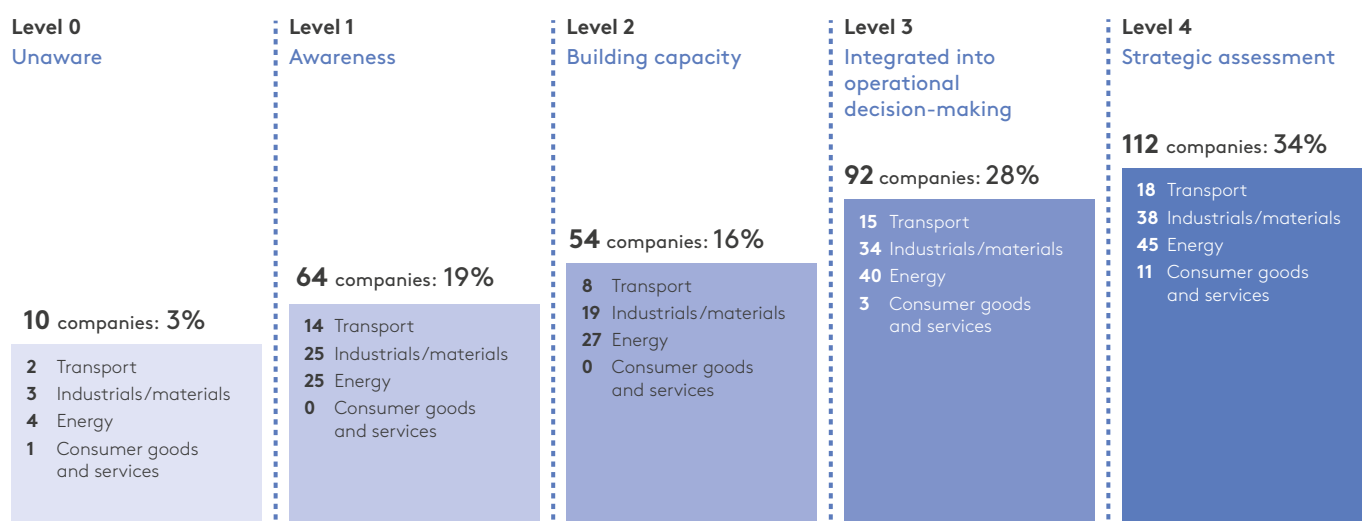 Level 0
Unaware
10 companies: 3%
2 Transport
3 Industrials/materials
4 Energy
1 Consumer goods
and services
Level 1
Awareness
64 companies: 19%
14 Transport
25 Industrials/materials
25 Energy
0 Consumer goods
and services
Level 2
Building capacity
54 companies: 16%
8 Transport
19 Industrials/materials
27 Energy
0 Consumer goods
and services
Level 3
Integrated into
operational
decision-making
92 companies: 28%
15 Transport
34 Industrials/materials
40 Energy
3 Consumer goods
and services
Level 4
Strategic assessment
112 companies: 34%
18 Transport
38 Industrials/materials
45 Energy
11 Consumer goods
and services